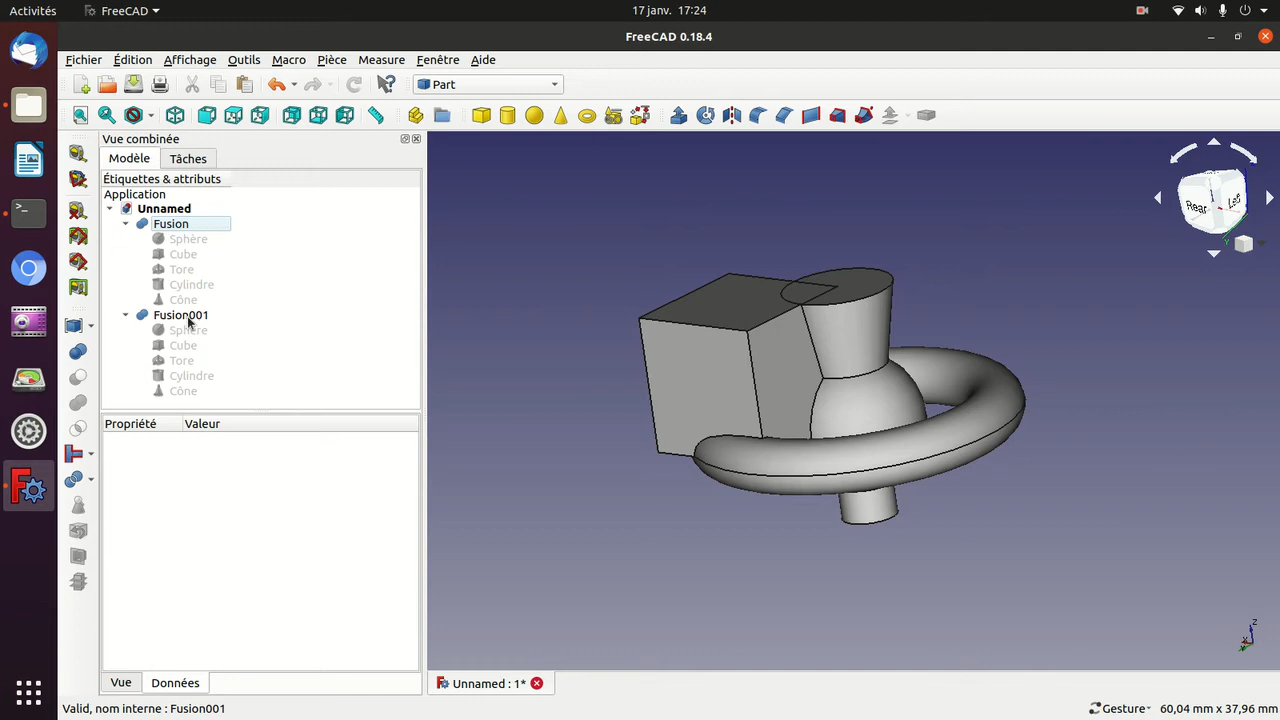 Activités
FreeCAD
17 janv. 17:24
FreeCAD 0.18.4
Fichier Édition Affichage Outils Macro Pièce Mesure Fenêtre Aide
Part
Vue combinée
Modèle Tâches
Étiquettes & attributs
Application
Unnamed
Fusion
Sphère
Cube
Tore
Cylindre
Cône
Fusion001
Sphère
Cube
Tore
Cylindre
Cône
Propriété Valeur
Rear
Left
Y
Z
Vue Données
Unnamed : 1*
Valid, nom interne : Fusion001
Gesture 60,04 mm x 37,96 mm